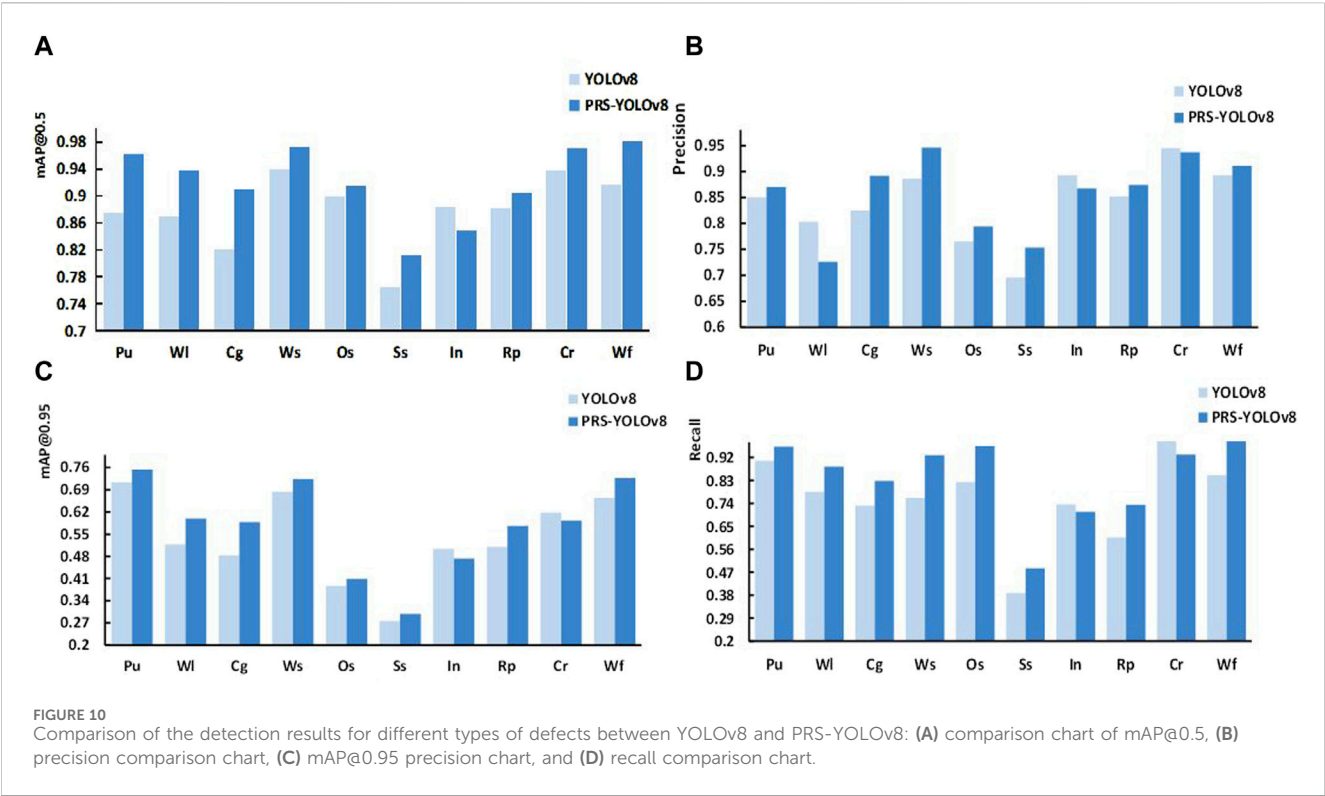 A
YOLOv8
PRS-YOLOv8
mAP@0.5
0.98
0.94
0.9
0.86
0.82
0.78
0.74
0.7
Pu Wl Cg Ws Os Ss In Rp Cr Wf
B
YOLOv8
PRS-YOLOv8
Precision
0.95
0.85
0.85
0.8
0.75
0.7
0.65
0.6
Pu Wl Cg Ws Os Ss In Rp Cr Wf
C
YOLOv8
PRS-YOLOv8
mAP@0.95
0.76
0.69
0.62
0.55
0.48
0.41
0.34
0.27
0.2
Pu Wl Cg Ws Os Ss In Rp Cr Wf
D
YOLOv8
PRS-YOLOv8
Recall
0.92
0.83
0.74
0.65
0.56
0.47
0.38
0.29
0.2
Pu Wl Cg Ws Os Ss In Rp Cr Wf
FIGURE 10
Comparison of the detection results for different types of defects between YOLOv8 and PRS-YOLOv8: (A) comparison chart of mAP@0.5, (B)
precision comparison chart, (C) mAP@0.95 precision chart, and (D) recall comparison chart.